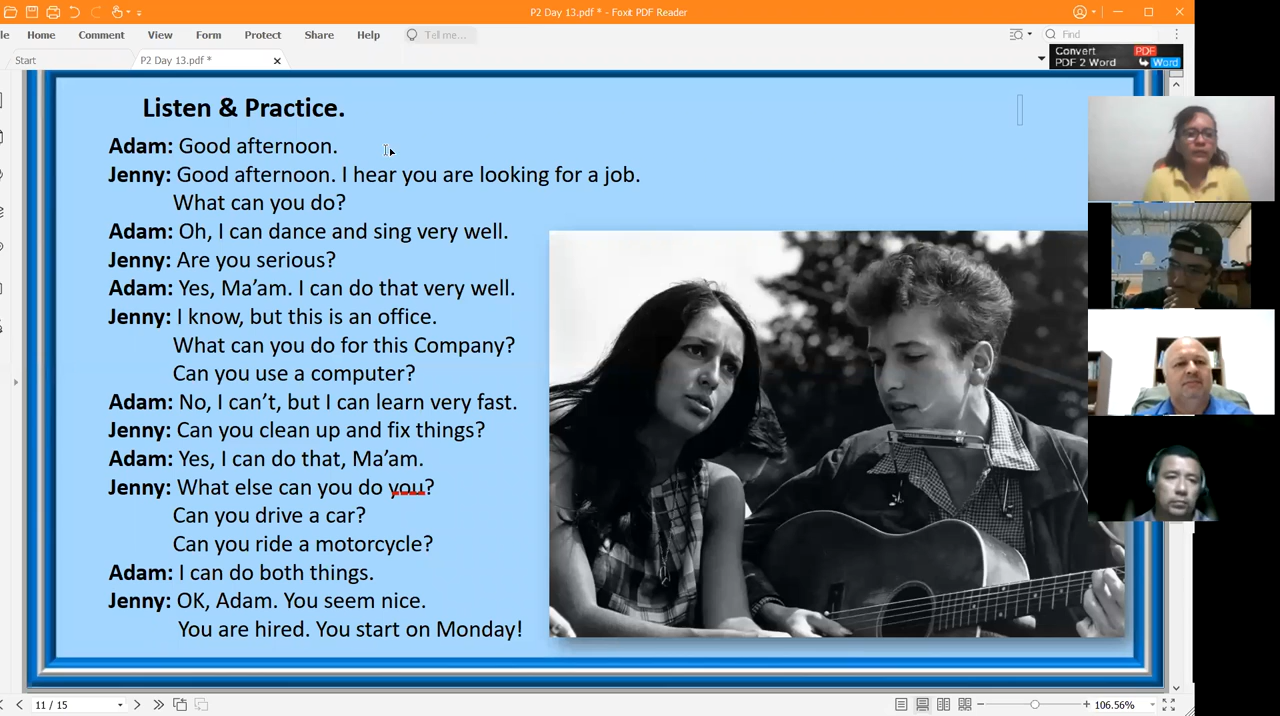 P2 Day 13.pdf * - Foxit PDF Reader
le Home Comment View Form Protect Share Help Tell me... Find
Start P2 Day 13.pdf *
Convert PDF
PDF 2 Word Word
Listen & Practice.
Adam: Good afternoon.
Jenny: Good afternoon. I hear you are looking for a job.
What can you do?
Adam: Oh, I can dance and sing very well.
Jenny: Are you serious?
Adam: Yes, Ma’am. I can do that very well.
Jenny: I know, but this is an office.
What can you do for this Company?
Can you use a computer?
Adam: No, I can’t, but I can learn very fast.
Jenny: Can you clean up and fix things?
Adam: Yes, I can do that, Ma’am.
Jenny: What else can you do you?
Can you drive a car?
Can you ride a motorcycle?
Adam: I can do both things.
Jenny: OK, Adam. You seem nice.
You are hired. You start on Monday!
11 / 15 106.56%